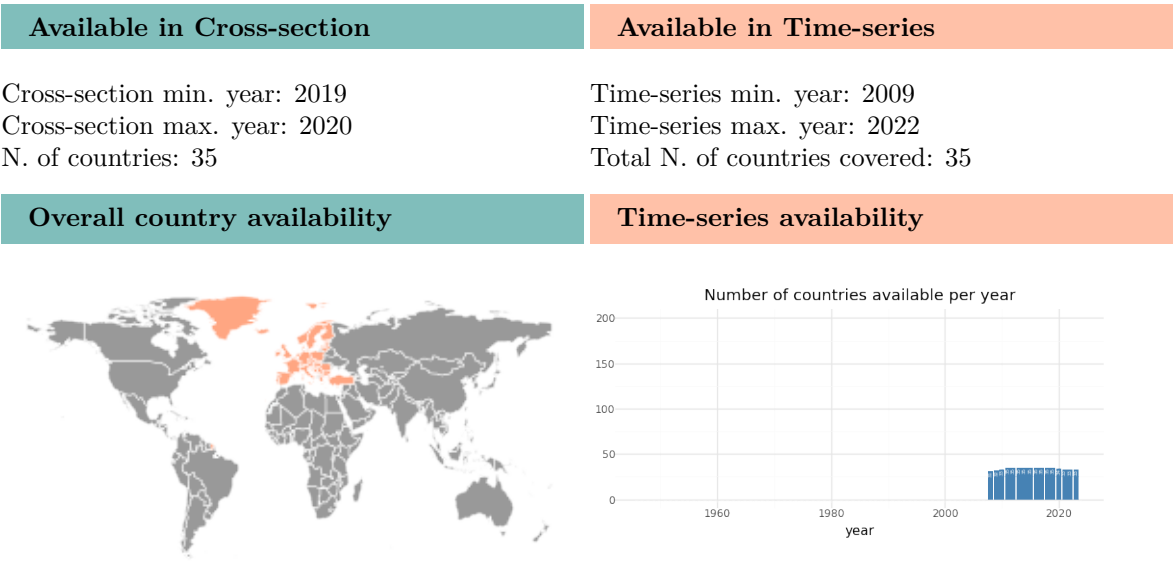 Available in Cross-section
Available in Time-series
Cross-section min. year: 2019
Cross-section max. year: 2020
N. of countries: 35
Time-series min. year: 2009
Time-series max. year: 2022
Total N. of countries covered: 35
Overall country availability
Time-series availability
Number of countries available per year
200
150
100
50
0
1960
1980
2000
2020
year